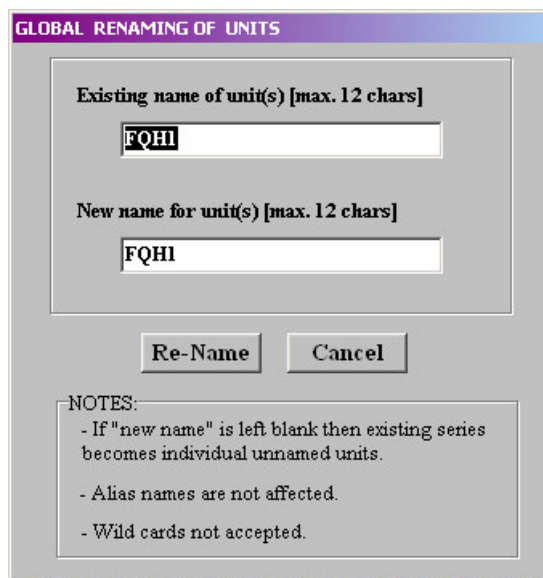 GLOBAL RENAMING OF UNITS
Existing name of unit(s) [max. 12 chars]
FQH1
New name for unit(s) [max. 12 chars]
FQH1
Re-Name Cancel
NOTES:
- If "new name" is left blank then existing series
becomes individual unnamed units.
- Alias names are not affected.
- Wild cards not accepted.